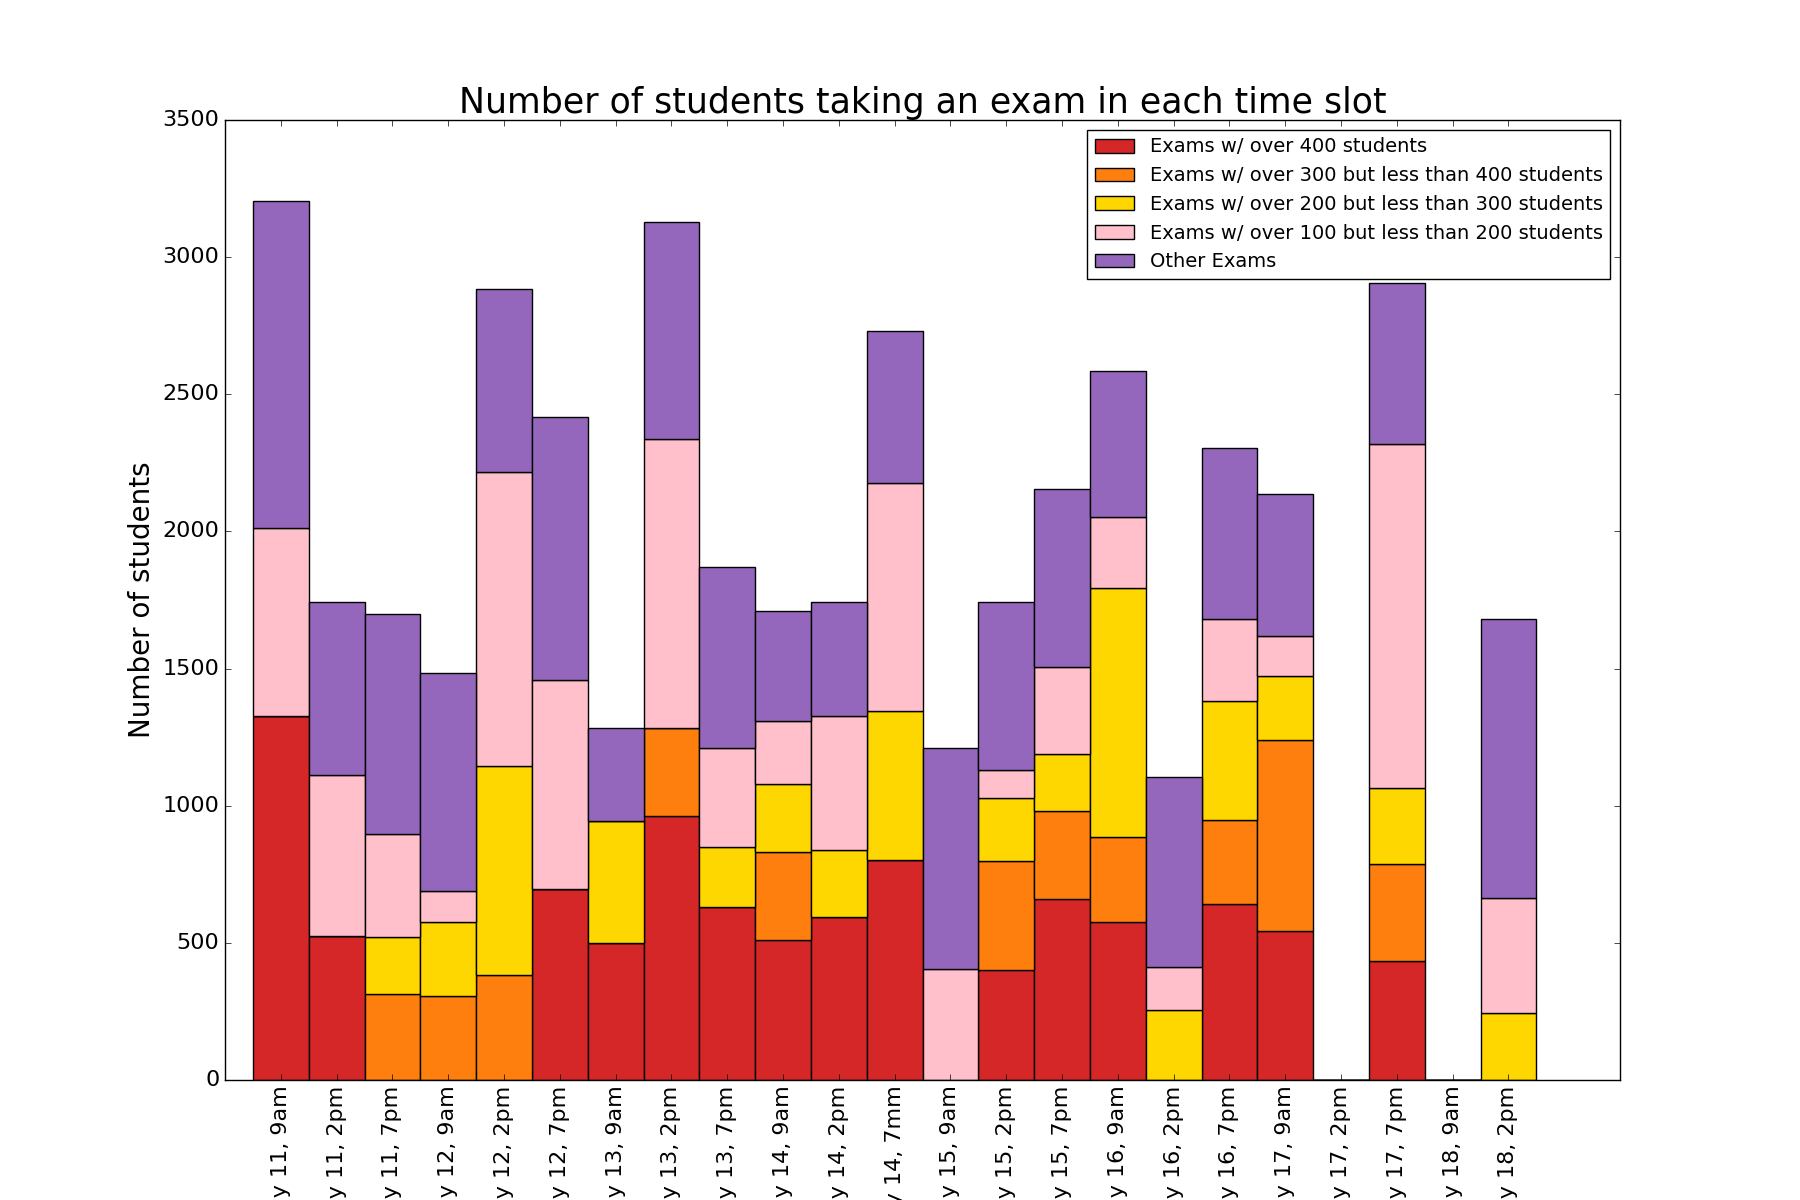 Number of students taking an exam in each time slot
Exams w/ over 400 students
Exams w/ over 300 but less than 400 students
Exams w/ over 200 but less than 300 students
Exams w/ over 100 but less than 200 students
Other Exams
Number of students
3500
3000
2500
2000
1500
1000
500
0
y 11, 9am
y 11, 2pm
y 11, 7pm
y 12, 9am
y 12, 2pm
y 12, 7pm
y 13, 9am
y 13, 2pm
y 13, 7pm
y 14, 9am
y 14, 2pm
y 14, 7mm
y 15, 9am
y 15, 2pm
y 15, 7pm
y 16, 9am
y 16, 2pm
y 16, 7pm
y 17, 9am
y 17, 2pm
y 17, 7pm
y 18, 9am
y 18, 2pm